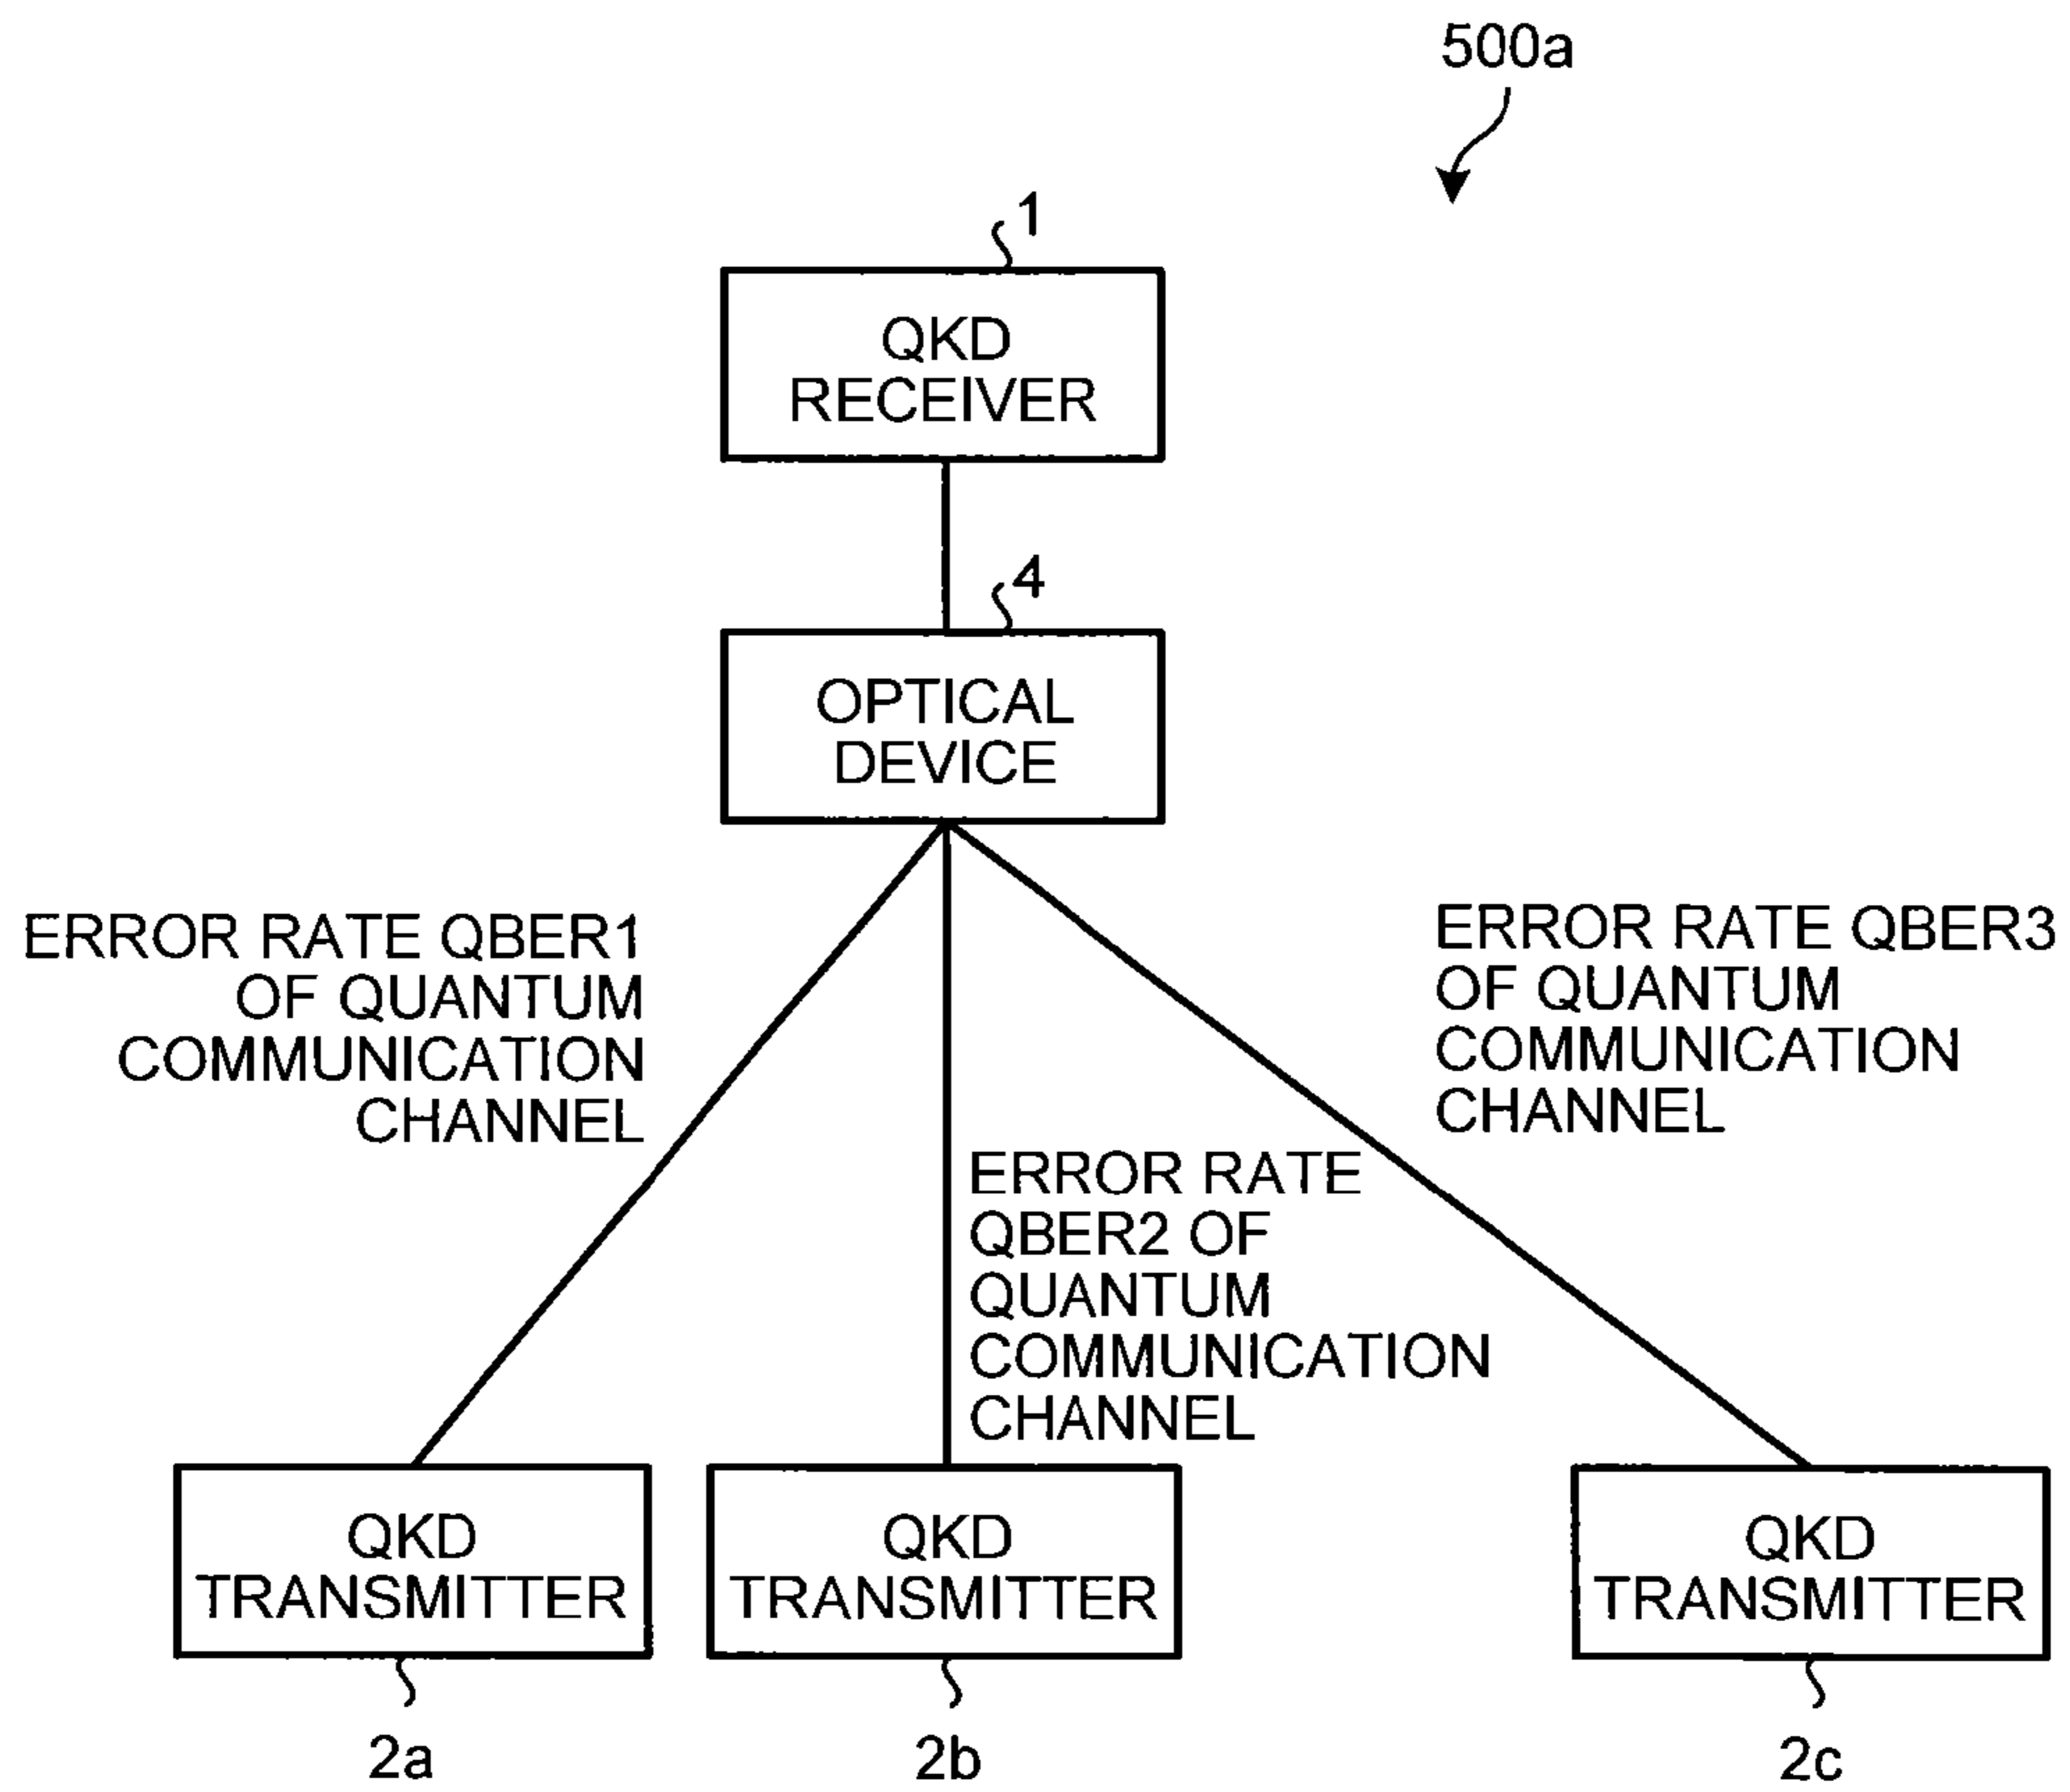 500a
1
QKD
RECEIVER
4
OPTICAL
DEVICE
ERROR RATE QBER1
OF QUANTUM
COMMUNICATION
CHANNEL
ERROR RATE QBER3
OF QUANTUM
COMMUNICATION
CHANNEL
ERROR RATE
QBER2 OF
QUANTUM
COMMUNICATION
CHANNEL
QKD
TRANSMITTER
QKD
TRANSMITTER
QKD
TRANSMITTER
2a
2b
2c